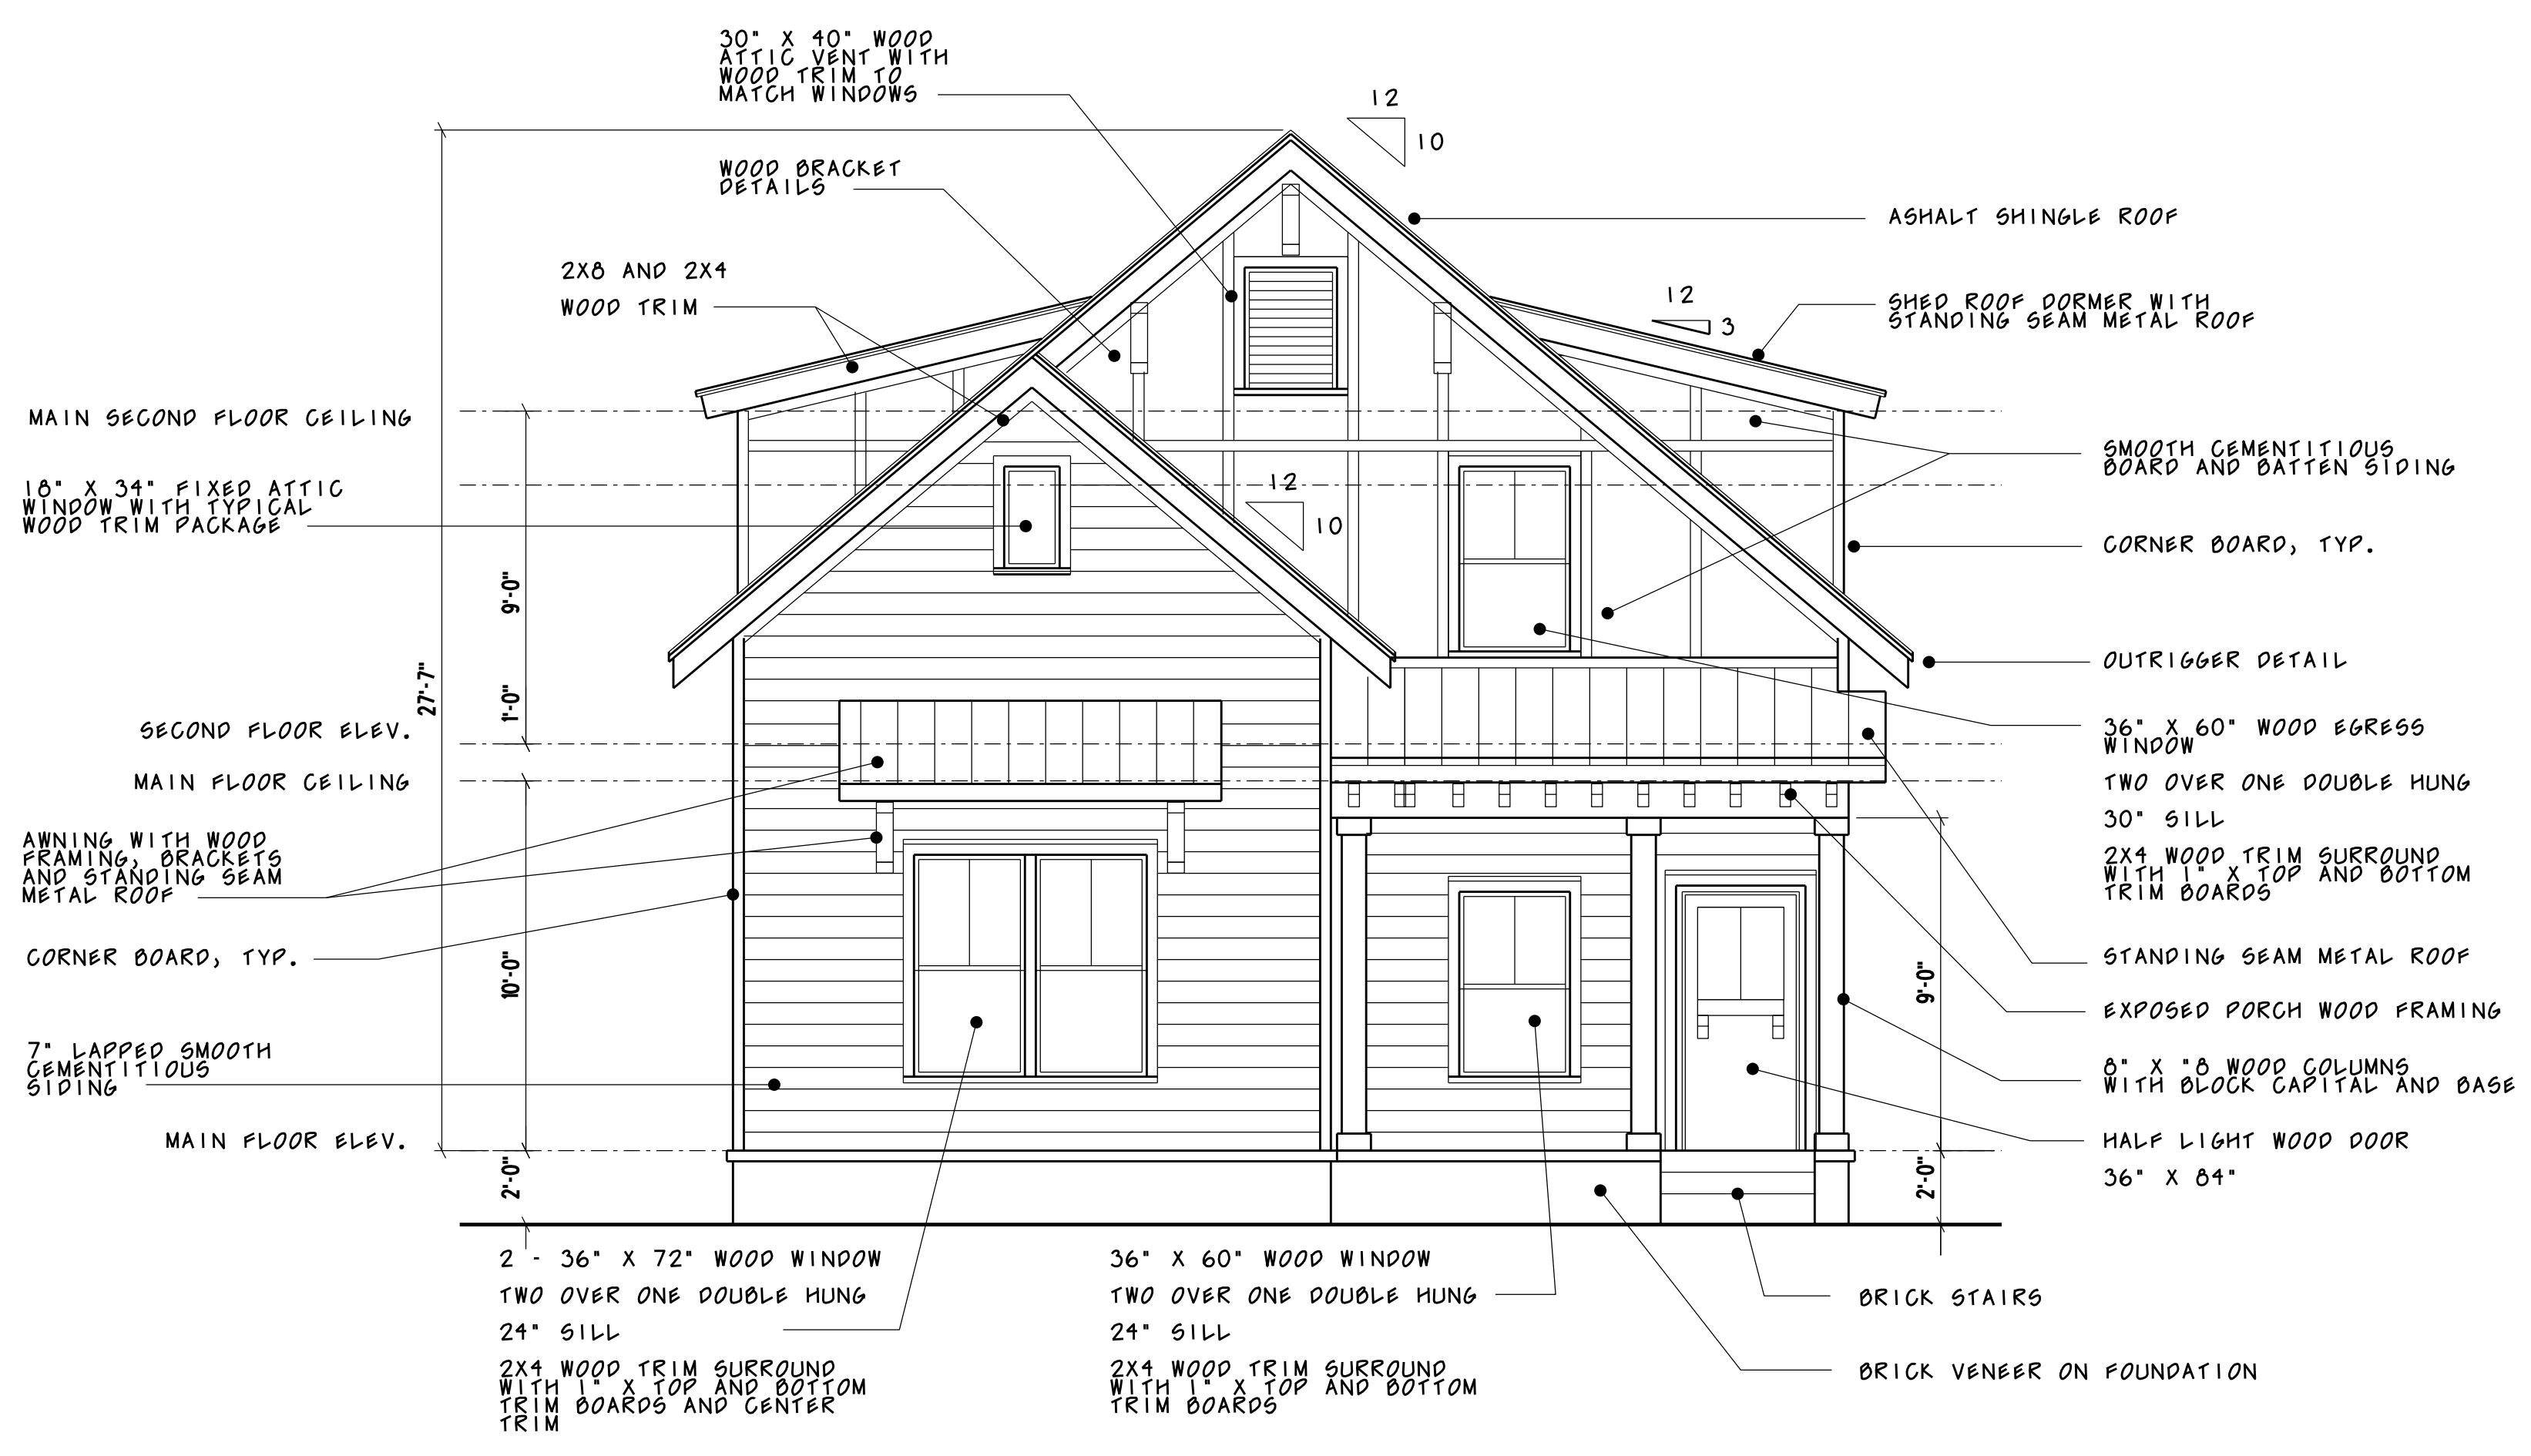 30" X 40" WOOD
ATTIC VENT WITH
WOOD TRIM TO
MATCH WINDOWS
12
10
WOOD BRACKET
DETAILS
ASHALT SHINGLE ROOF
2X8 AND 2X4
WOOD TRIM
12
3
SHED ROOF DORMER WITH
STANDING SEAM METAL ROOF
MAIN SECOND FLOOR CEILING
SMOOTH CEMENTITIOUS
BOARD AND BATTEN SIDING
18" X 34" FIXED ATTIC
WINDOW WITH TYPICAL
WOOD TRIM PACKAGE
12
10
CORNER BOARD, TYP.
9'-0"
27'-7"
1'-0"
OUTRIGGER DETAIL
SECOND FLOOR ELEV.
36" X 60" WOOD EGRESS
WINDOW
TWO OVER ONE DOUBLE HUNG
30" SILL
2X4 WOOD TRIM SURROUND
WITH 1" X TOP AND BOTTOM
TRIM BOARDS
MAIN FLOOR CEILING
AWNING WITH WOOD
FRAMING, BRACKETS
AND STANDING SEAM
METAL ROOF
CORNER BOARD, TYP.
STANDING SEAM METAL ROOF
10'-0"
9'-0"
EXPOSED PORCH WOOD FRAMING
7" LAPPED SMOOTH
CEMENTITIOUS
SIDING
8" X "8 WOOD COLUMNS
WITH BLOCK CAPITAL AND BASE
MAIN FLOOR ELEV.
HALF LIGHT WOOD DOOR
36" X 84"
2'-0"
2'-0"
2 - 36" X 72" WOOD WINDOW
TWO OVER ONE DOUBLE HUNG
24" SILL
2X4 WOOD TRIM SURROUND
WITH 1" X TOP AND BOTTOM
TRIM BOARDS AND CENTER
TRIM
36" X 60" WOOD WINDOW
TWO OVER ONE DOUBLE HUNG
24" SILL
2X4 WOOD TRIM SURROUND
WITH 1" X TOP AND BOTTOM
TRIM BOARDS
BRICK STAIRS
BRICK VENEER ON FOUNDATION